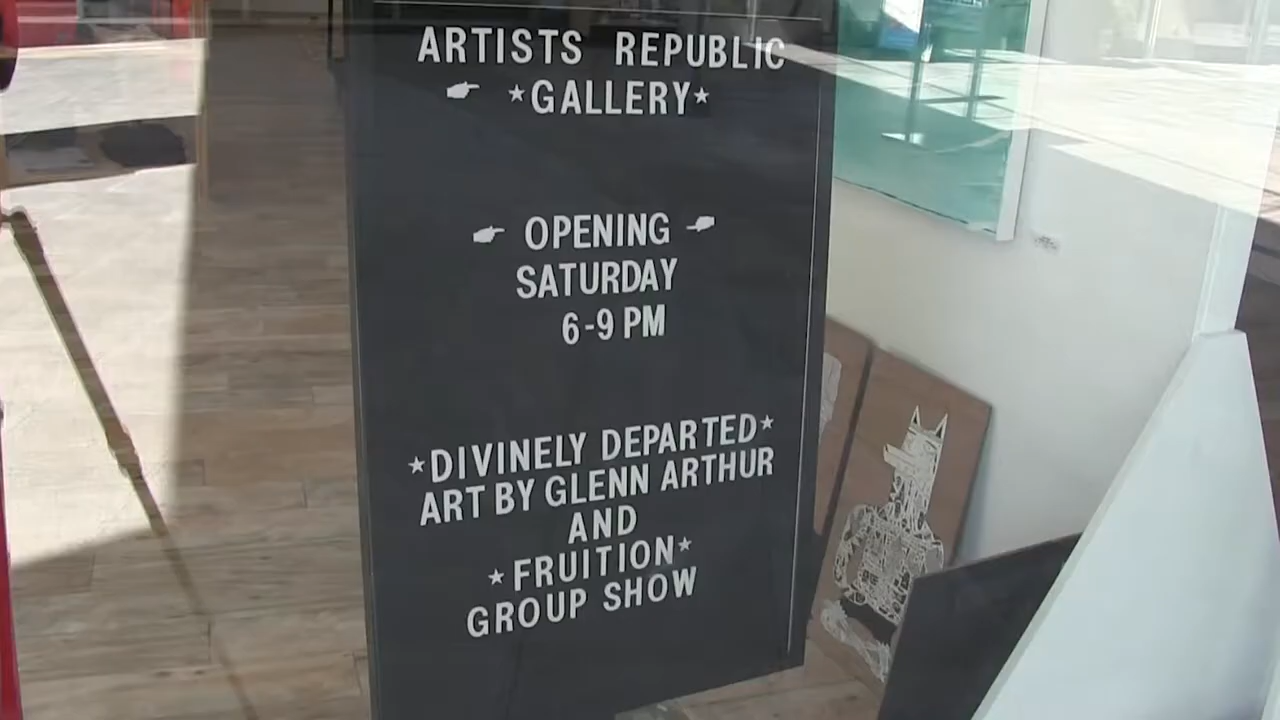 ARTISTS REPUBLIC
☛ ★GALLERY★
☛ OPENING ☚
SATURDAY
6-9 PM
★DIVINELY DEPARTED★
ART BY GLENN ARTHUR
AND
★FRUITION★
GROUP SHOW